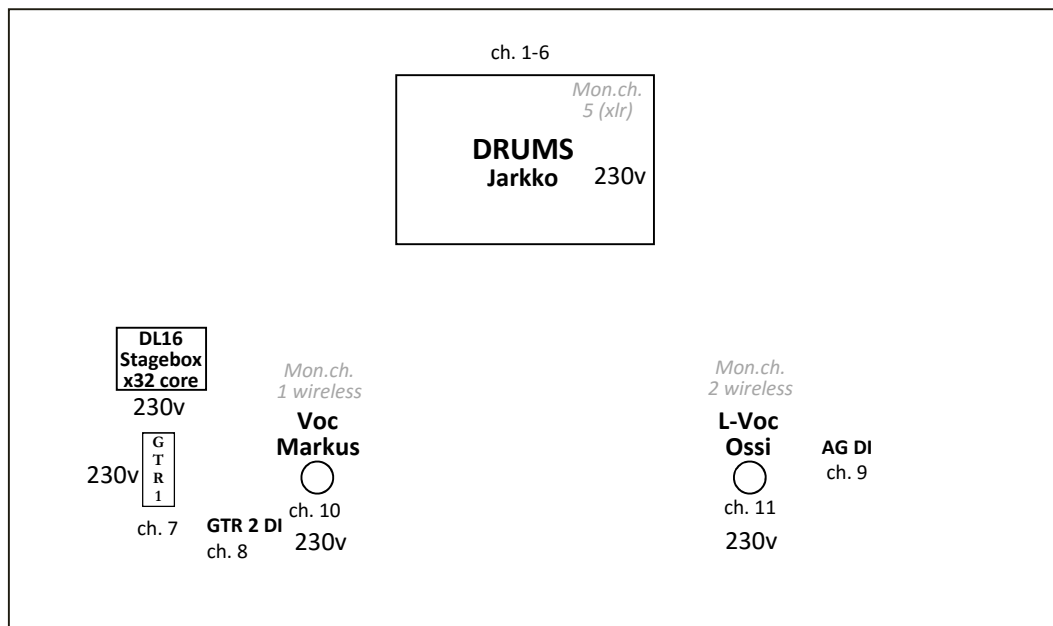 ch. 1-6
Mon.ch.
5 (xlr)
DRUMS
Jarkko
230v
DL16
Stagebox
x32 core
230v
G
T
R
1
230v
ch. 7
GTR 2 DI
ch. 8
Mon.ch.
1 wireless
Voc
Markus
ch. 10
230v
Mon.ch.
2 wireless
L-Voc
Ossi
ch. 11
230v
AG DI
ch. 9